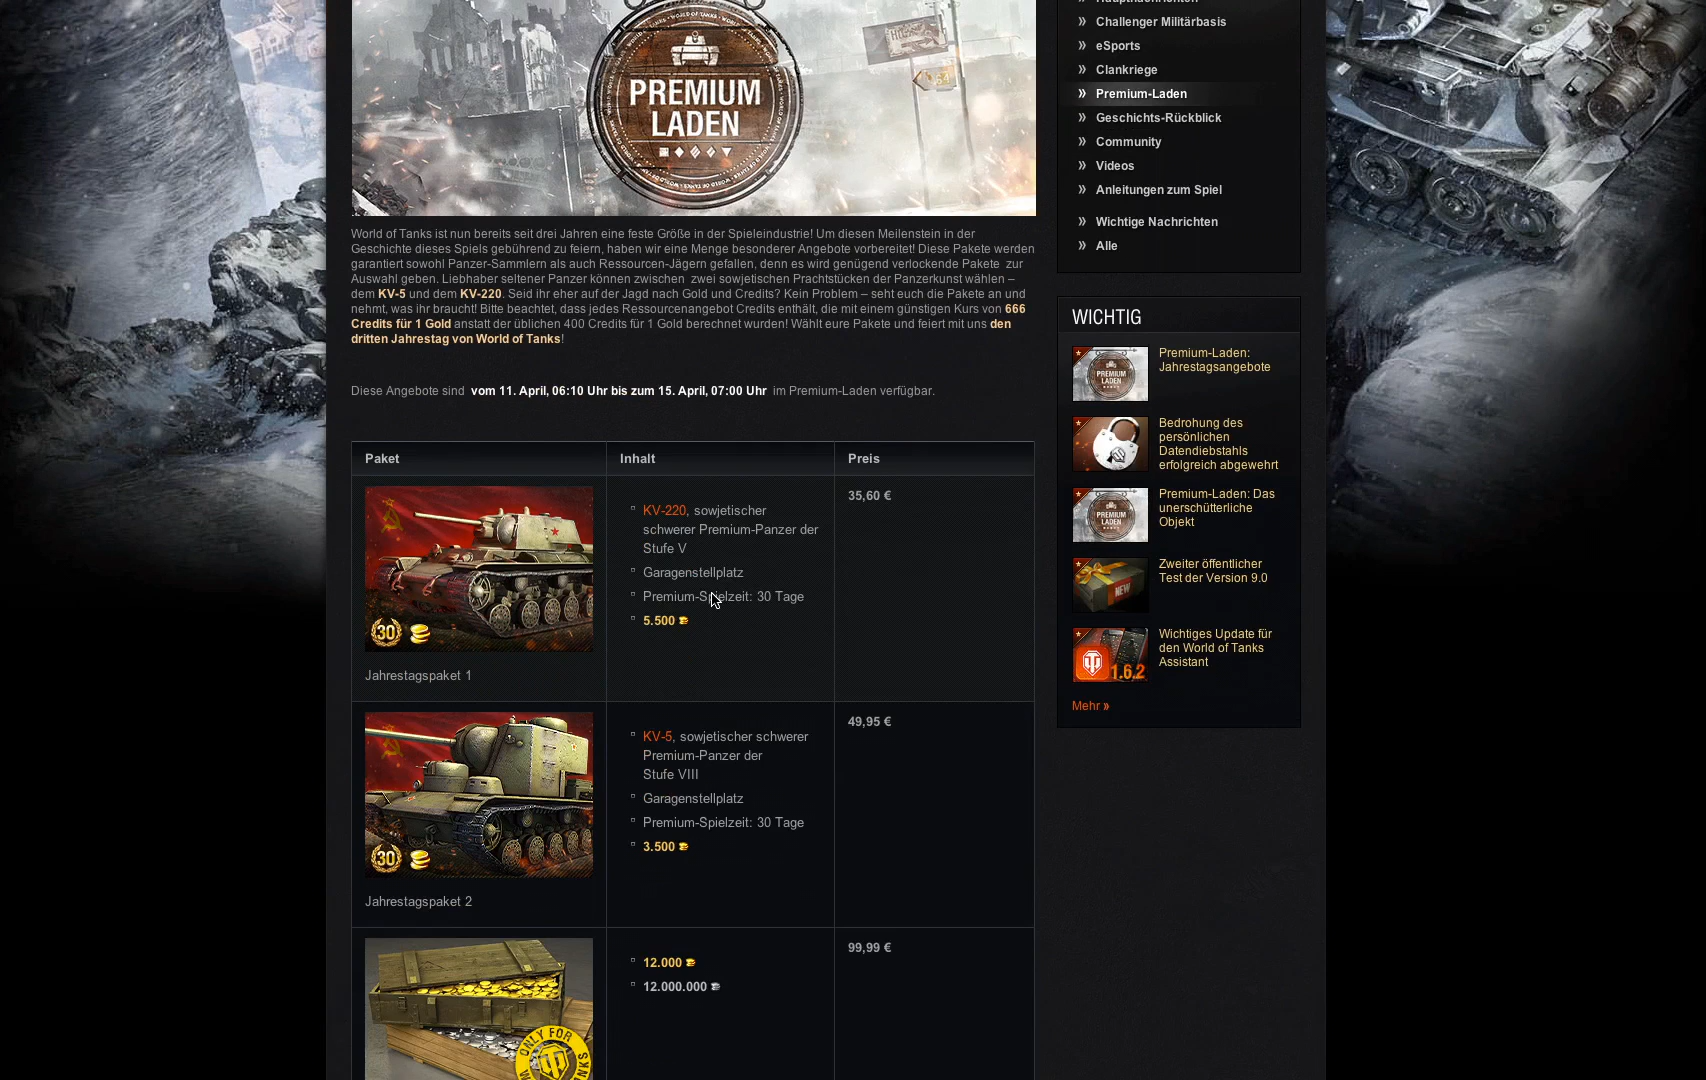 PREMIUM
LADEN
Challenger Militärbasis
eSports
Clankriege
Premium-Laden
Geschichts-Rückblick
Community
Videos
Anleitungen zum Spiel
Wichtige Nachrichten
Alle
World of Tanks ist nun bereits seit drei Jahren eine feste Größe in der Spieleindustrie! Um diesen Meilenstein in der
Geschichte dieses Spiels gebührend zu feiern, haben wir eine Menge besonderer Angebote vorbereitet! Diese Pakete werden
garantiert sowohl Panzer-Sammlern als auch Ressourcen-Jägern gefallen, denn es wird genügend verlockende Pakete zur
Auswahl geben. Liebhaber seltener Panzer können zwischen zwei sowjetischen Prachtstücken der Panzerkunst wählen –
dem KV-5 und dem KV-220. Seid ihr eher auf der Jagd nach Gold und Credits? Kein Problem – seht euch die Pakete an und
nehmt, was ihr braucht! Bitte beachtet, dass jedes Ressourcenangebot Credits enthält, die mit einem günstigen Kurs von 666
Credits für 1 Gold anstatt der üblichen 400 Credits für 1 Gold berechnet wurden! Wählt eure Pakete und feiert mit uns den
dritten Jahrestag von World of Tanks!
Diese Angebote sind vom 11. April, 06:10 Uhr bis zum 15. April, 07:00 Uhr im Premium-Laden verfügbar.
Paket Inhalt Preis
KV-220, sowjetischer
schwerer Premium-Panzer der
Stufe V
Garagenstellplatz
Premium-Spielzeit: 30 Tage
5.500
35,60 €
30
Jahrestagspaket 1
KV-5, sowjetischer schwerer
Premium-Panzer der
Stufe VIII
Garagenstellplatz
Premium-Spielzeit: 30 Tage
3.500
49,95 €
30
Jahrestagspaket 2
12.000
12.000.000
99,99 €
ONLY FOR
WICHTIG
PREMIUM
LADEN
Premium-Laden:
Jahrestagsangebote
Bedrohung des
persönlichen
Datendiebstahls
erfolgreich abgewehrt
PREMIUM
LADEN
Premium-Laden: Das
unerschütterliche
Objekt
NEW
Zweiter öffentlicher
Test der Version 9.0
1.6.2
Wichtiges Update für
den World of Tanks
Assistant
Mehr »